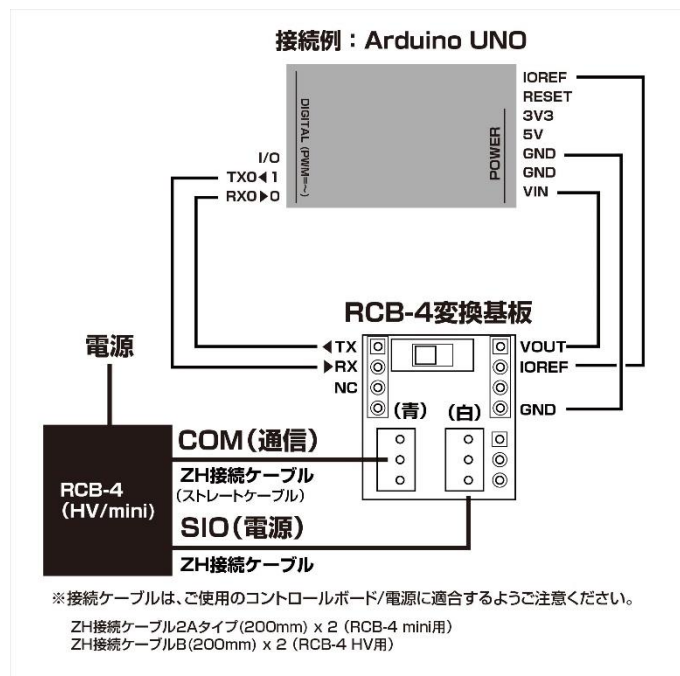 接続例：Arduino UNO
DIGITAL (PWM=~)
POWER
IOREF
RESET
3V3
5V
GND
GND
VIN
I/O
TX0◀1
RX0▶0
RCB-4変換基板
◀TX
▶RX
NC
VOUT
IOREF
GND
(青)
(白)
電源
RCB-4
(HV/mini)
COM(通信)
ZH接続ケーブル
(ストレートケーブル)
SIO(電源)
ZH接続ケーブル
※接続ケーブルは、ご使用のコントロールボード/電源に適合するようご注意ください。
ZH接続ケーブル2Aタイプ(200mm) x 2 (RCB-4 mini用)
ZH接続ケーブルB(200mm) x 2 (RCB-4 HV用)